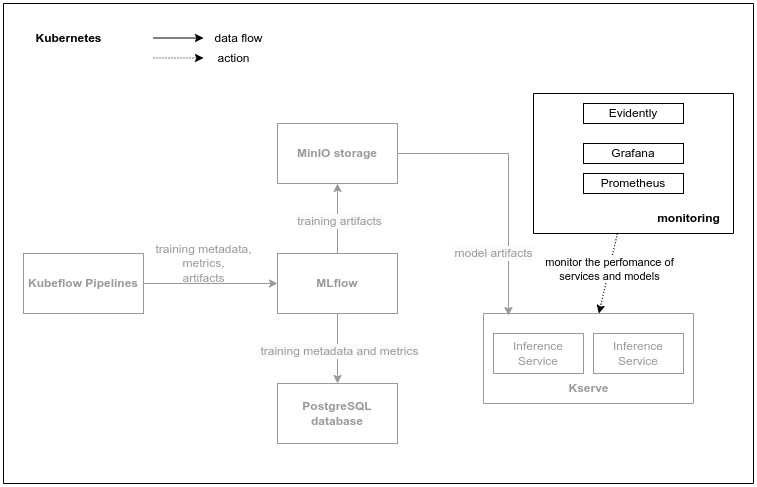 Kubernetes
data flow
action
Evidently
MinIO storage
Grafana
Prometheus
monitoring
training artifacts
training metadata,
metrics,
artifacts
model artifacts
monitor the perfomance of
services and models
Kubeflow Pipelines
MLflow
Inference
Service
Inference
Service
training metadata and metrics
Kserve
PostgreSQL
database